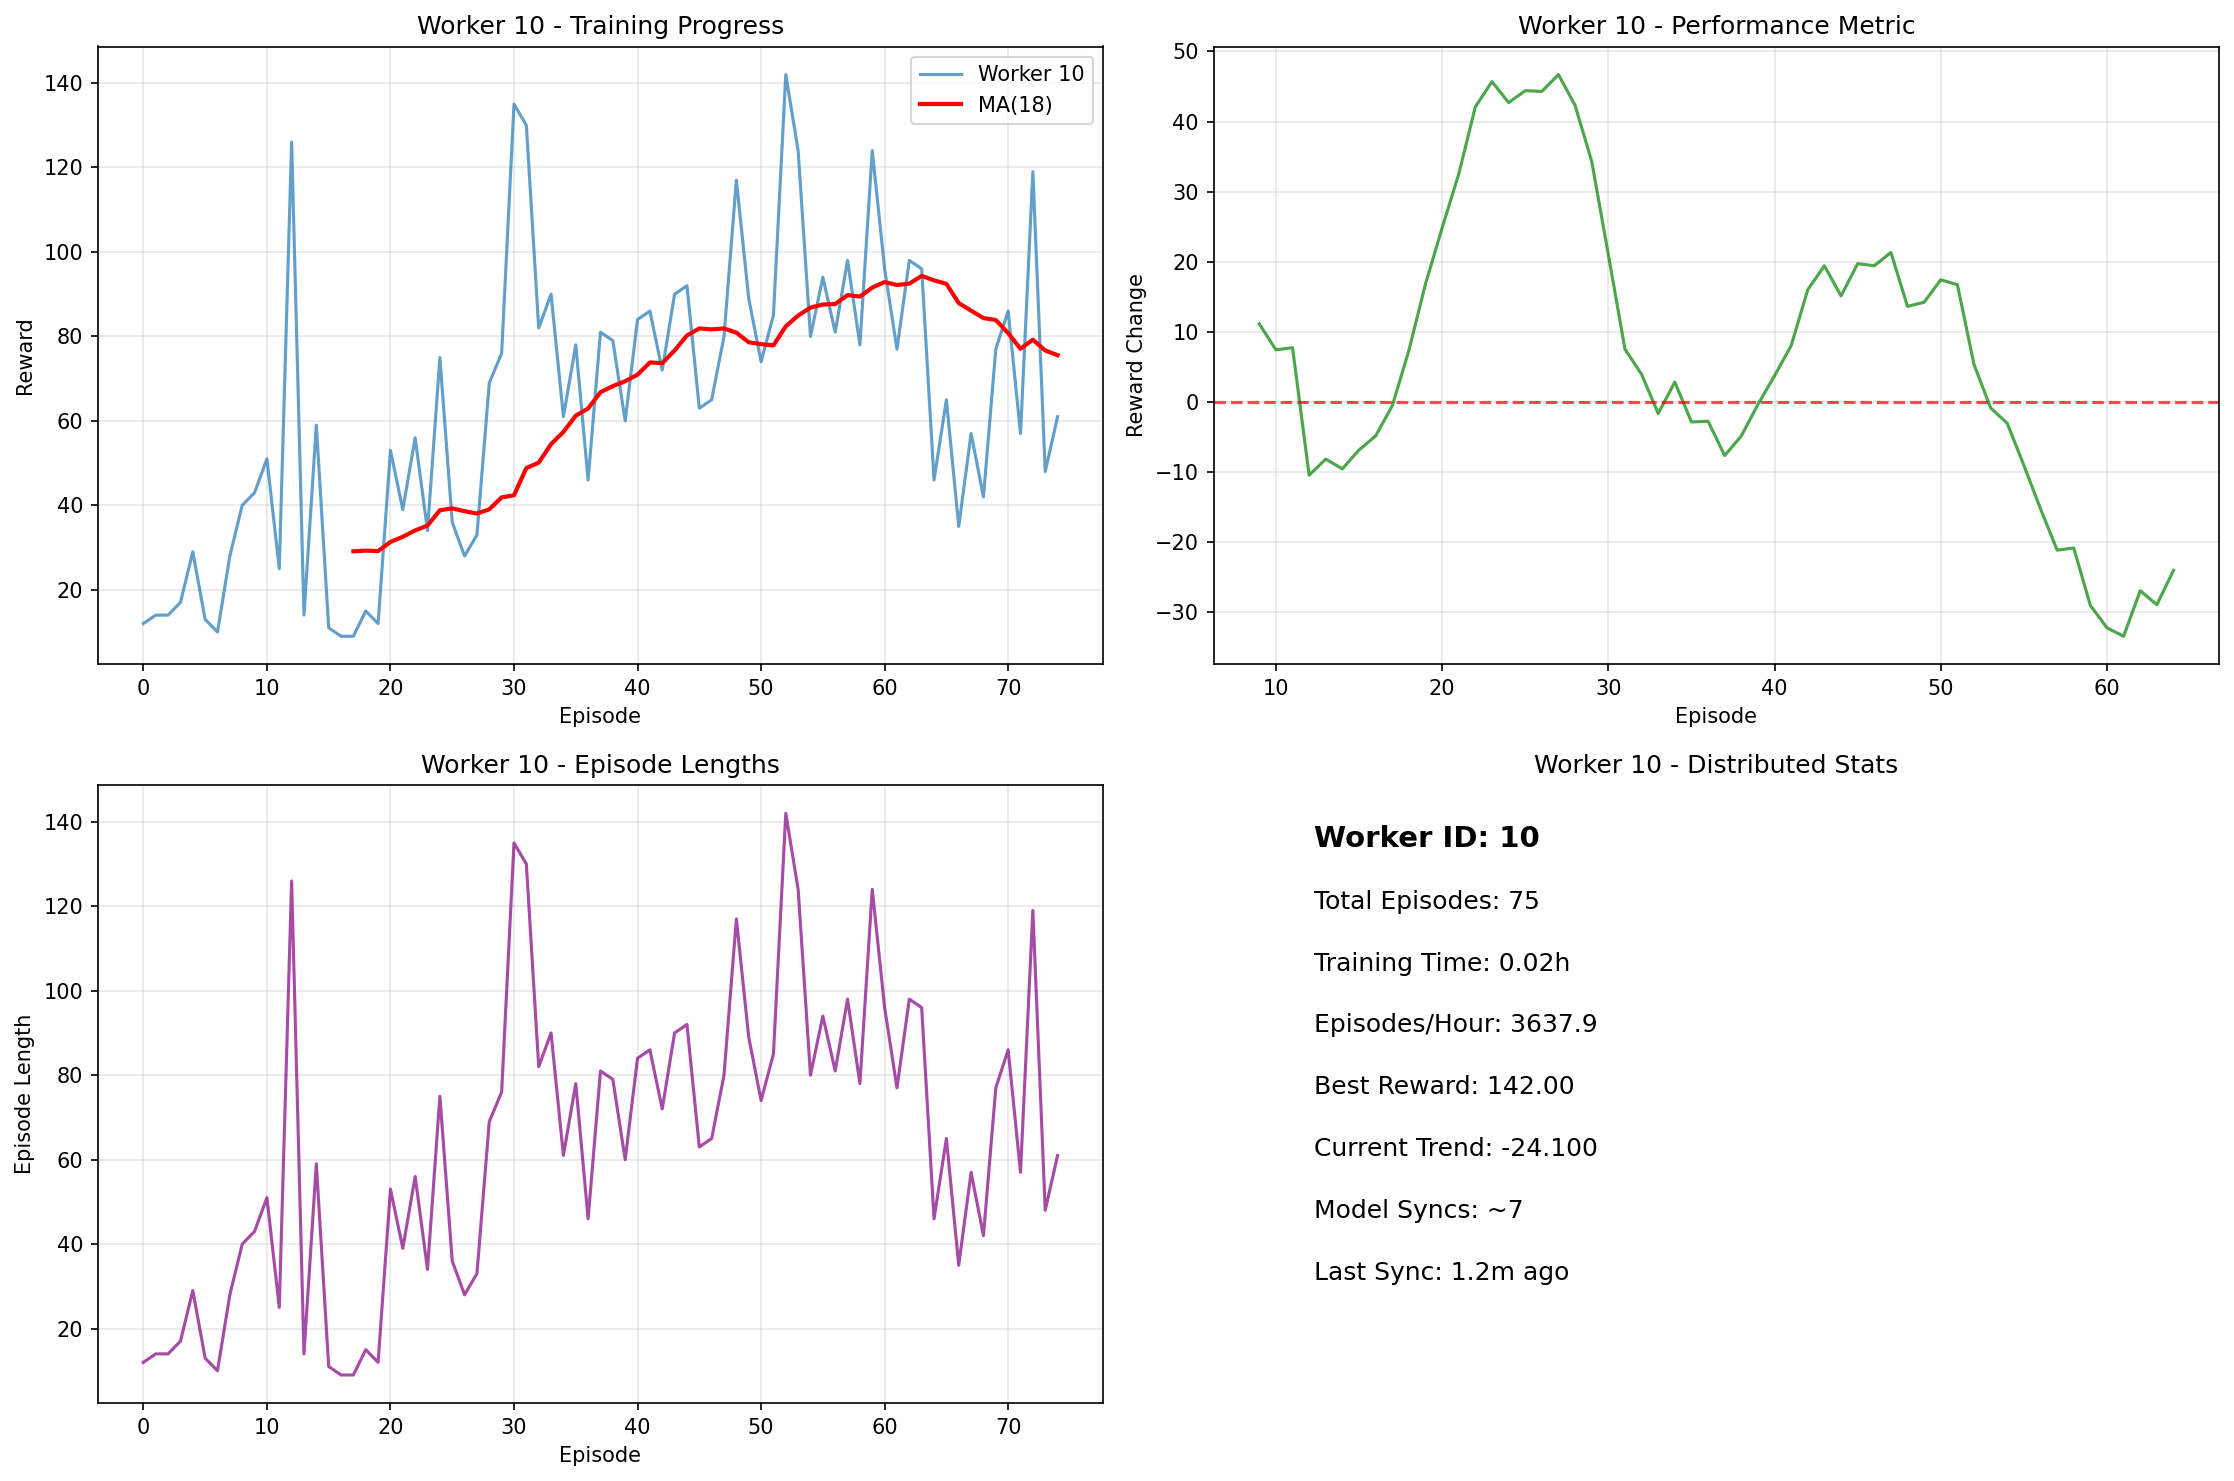 Worker 10 - Training Progress
Reward
140
120
100
80
60
40
20
Worker 10
MA(18)
0 10 20 30 40 50 60 70
Episode
Worker 10 - Performance Metric
Reward Change
50
40
30
20
10
0
−10
−20
−30
10 20 30 40 50 60
Episode
Worker 10 - Episode Lengths
Episode Length
140
120
100
80
60
40
20
0 10 20 30 40 50 60 70
Episode
Worker 10 - Distributed Stats
Worker ID: 10
Total Episodes: 75
Training Time: 0.02h
Episodes/Hour: 3637.9
Best Reward: 142.00
Current Trend: -24.100
Model Syncs: ~7
Last Sync: 1.2m ago